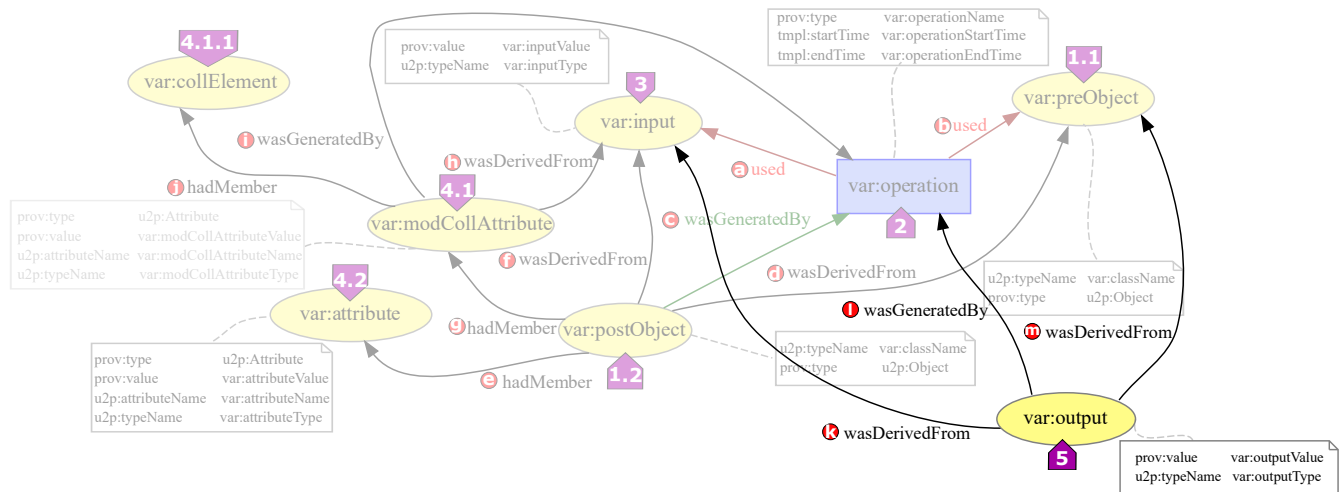 prov:type var:operationName
tmpl:startTime var:operationStartTime
tmpl:endTime var:operationEndTime
4.1.1
var:collElement
prov:value var:inputValue
u2p:typeName var:inputType
3
var:input
1.1
var:preObject
i wasGeneratedBy
b used
h wasDerivedFrom
a used
j hadMember
4.1
var:modCollAttribute
var:operation
2
prov:type u2p:Attribute
prov:value var:modCollAttributeValue
u2p:attributeName var:modCollAttributeName
u2p:typeName var:modCollAttributeType
c wasGeneratedBy
f wasDerivedFrom
d wasDerivedFrom
u2p:typeName var:className
prov:type u2p:Object
4.2
var:attribute
g hadMember
var:postObject
1.2
l wasGeneratedBy
m wasDerivedFrom
u2p:typeName var:className
prov:type u2p:Object
prov:type u2p:Attribute
prov:value var:attributeValue
u2p:attributeName var:attributeName
u2p:typeName var:attributeType
e hadMember
k wasDerivedFrom
var:output
5
prov:value var:outputValue
u2p:typeName var:outputType